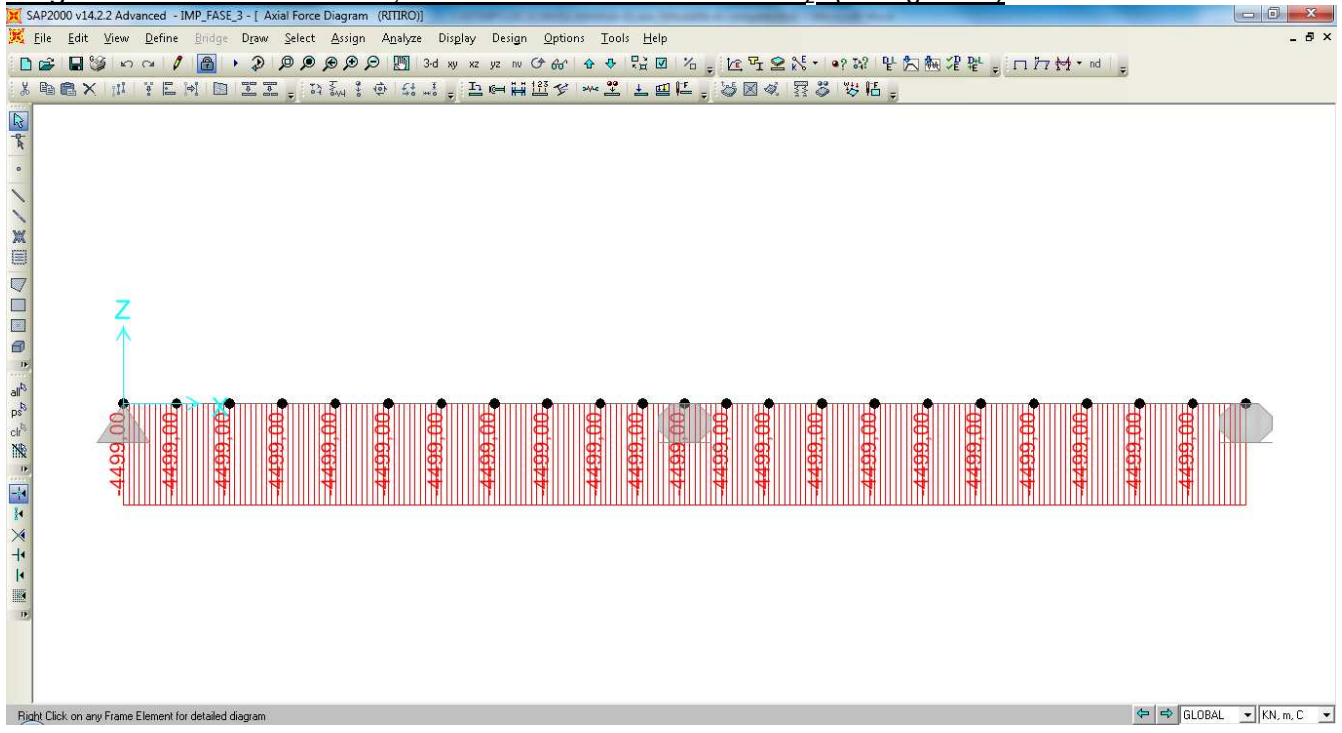 SAP2000 v14.2.2 Advanced - IMP_FASE_3 - [ Axial Force Diagram (RITIRO)]
File Edit View Define Bridge Draw Select Assign Analyze Display Design Options Tools Help
3-d xy xz yz nv nd
all
ps
clr
Z
X
-4499,00 -4499,00 -4499,00 -4499,00 -4499,00 -4499,00 -4499,00 -4499,00 -4499,00 -4499,00 -4499,00 -4499,00 -4499,00 -4499,00 -4499,00 -4499,00 -4499,00 -4499,00 -4499,00 -4499,00 -4499,00 -4499,00
Right Click on any Frame Element for detailed diagram
GLOBAL KN, m, C